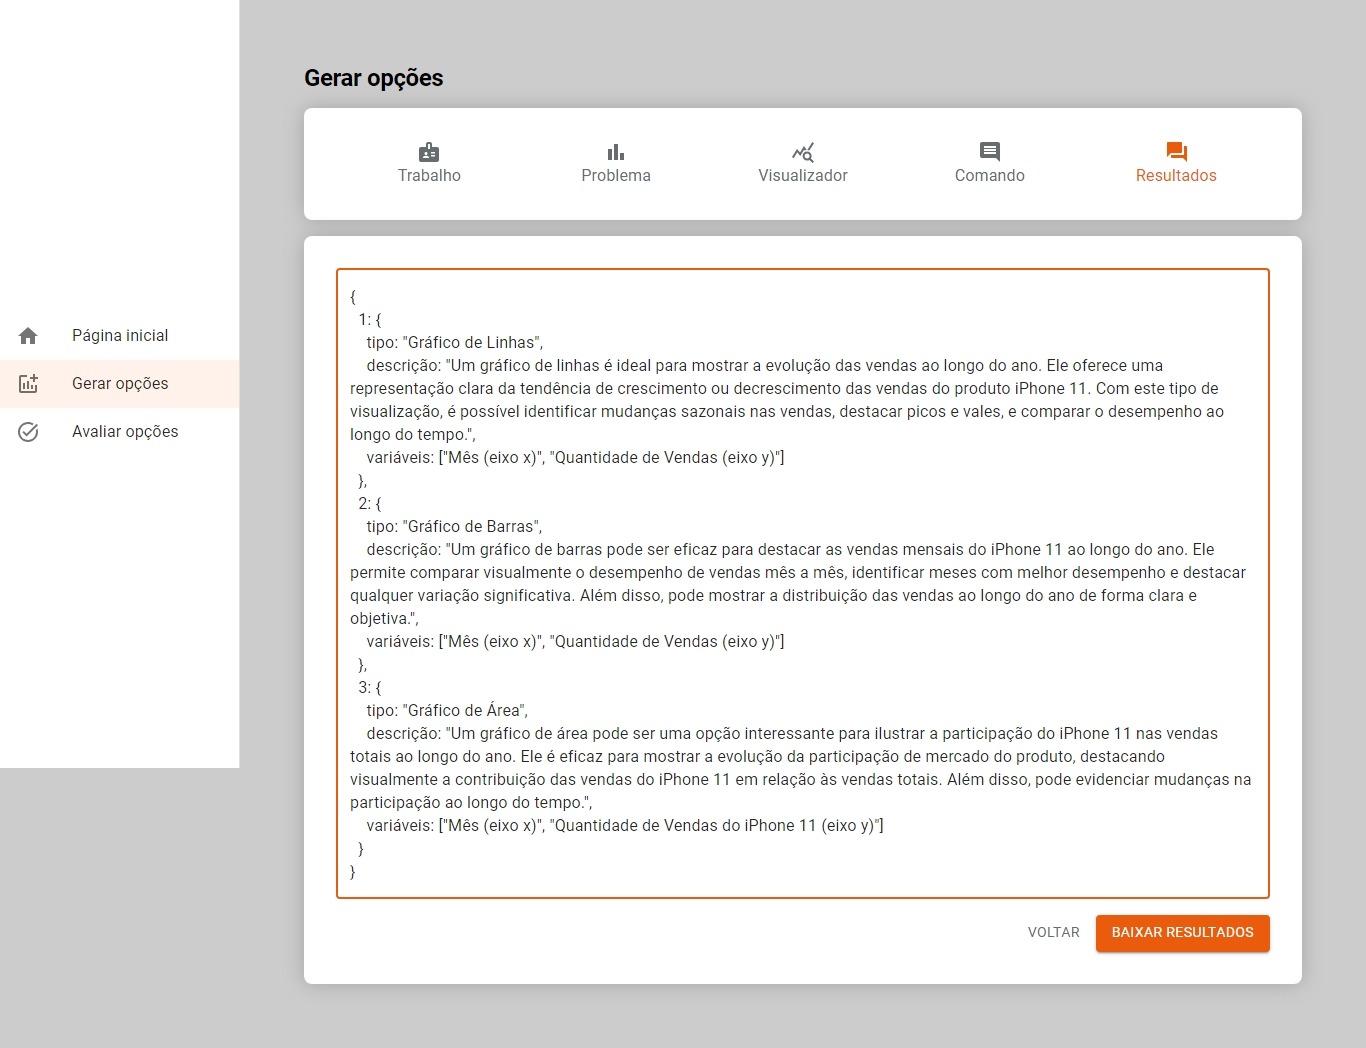 Gerar opções
Trabalho
Problema
Visualizador
Comando
Resultados
Página inicial
Gerar opções
Avaliar opções
{
1: {
tipo: "Gráfico de Linhas",
descrição: "Um gráfico de linhas é ideal para mostrar a evolução das vendas ao longo do ano. Ele oferece uma
representação clara da tendência de crescimento ou decrescimento das vendas do produto iPhone 11. Com este tipo de
visualização, é possível identificar mudanças sazonais nas vendas, destacar picos e vales, e comparar o desempenho ao
longo do tempo.",
variáveis: ["Mês (eixo x)", "Quantidade de Vendas (eixo y)"]
},
2: {
tipo: "Gráfico de Barras",
descrição: "Um gráfico de barras pode ser eficaz para destacar as vendas mensais do iPhone 11 ao longo do ano. Ele
permite comparar visualmente o desempenho de vendas mês a mês, identificar meses com melhor desempenho e destacar
qualquer variação significativa. Além disso, pode mostrar a distribuição das vendas ao longo do ano de forma clara e
objetiva.",
variáveis: ["Mês (eixo x)", "Quantidade de Vendas (eixo y)"]
},
3: {
tipo: "Gráfico de Área",
descrição: "Um gráfico de área pode ser uma opção interessante para ilustrar a participação do iPhone 11 nas vendas
totais ao longo do ano. Ele é eficaz para mostrar a evolução da participação de mercado do produto, destacando
visualmente a contribuição das vendas do iPhone 11 em relação às vendas totais. Além disso, pode evidenciar mudanças na
participação ao longo do tempo.",
variáveis: ["Mês (eixo x)", "Quantidade de Vendas do iPhone 11 (eixo y)"]
}
}
VOLTAR
BAIXAR RESULTADOS